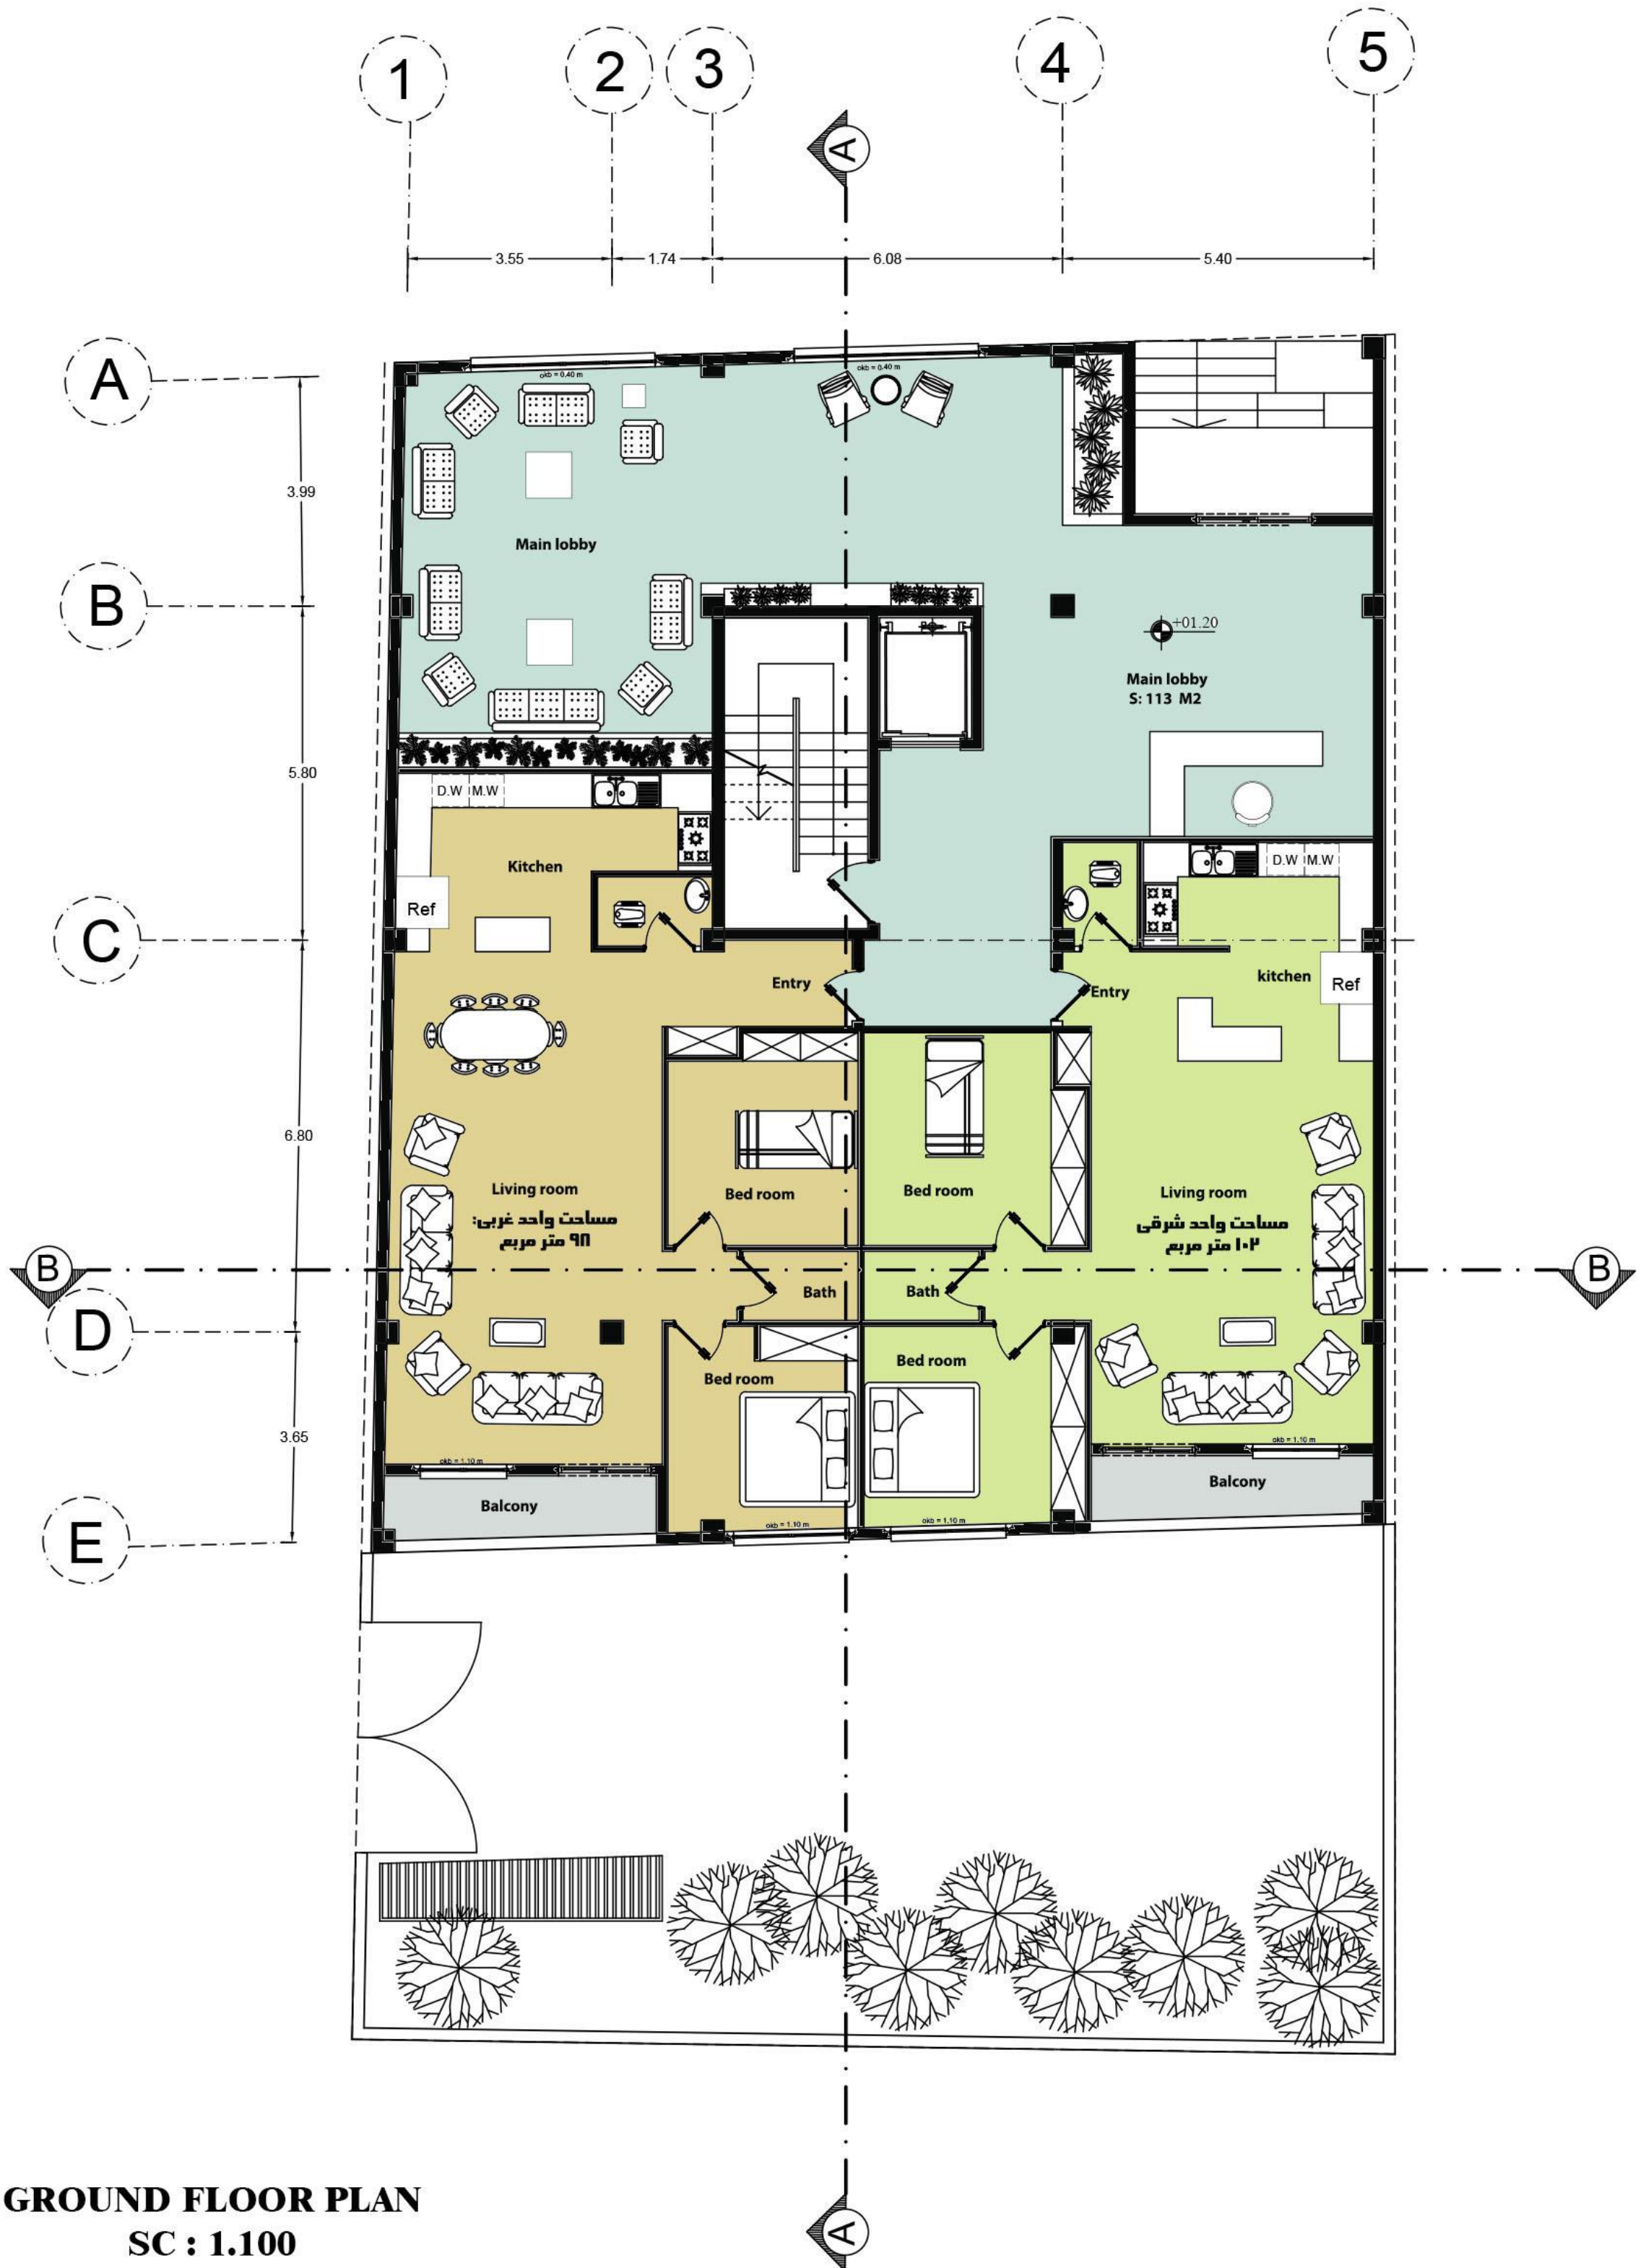 1
2
3
4
5
A
3.55
1.74
6.08
5.40
A
okb = 0.40 m
okb = 0.40 m
3.99
Main lobby
B
+01.20
Main lobby
S: 113 M2
5.80
D.W M.W
Kitchen
D.W M.W
Ref
C
Entry
Entry
kitchen
Ref
6.80
Living room
Bed room
Bed room
Living room
مساحت واحد غربی:
۹۸ متر مربع
مساحت واحد شرقی
۱۰۲ متر مربع
B
B
Bath
Bath
D
Bed room
Bed room
3.65
okb = 1.10 m
okb = 1.10 m
Balcony
Balcony
okb = 1.10 m
okb = 1.10 m
E
GROUND FLOOR PLAN
SC : 1.100
A